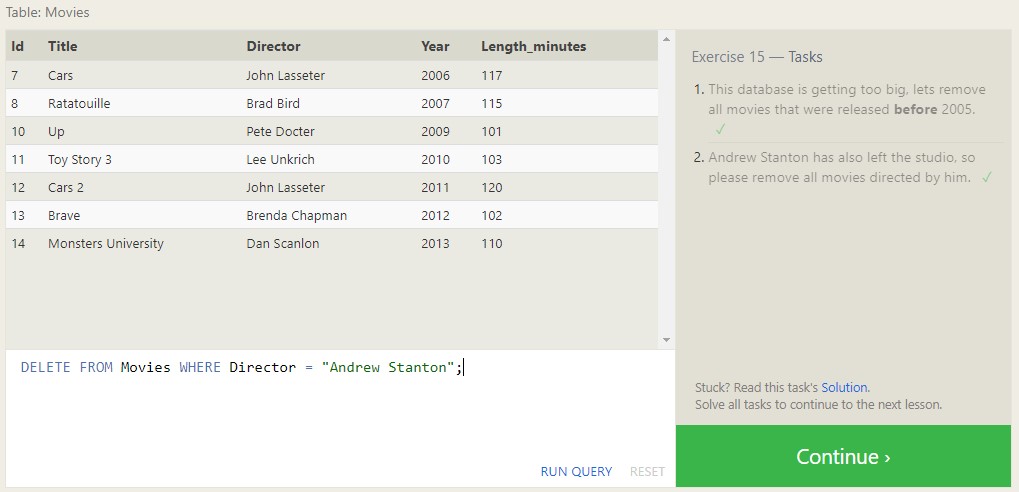 Table: Movies
Id Title Director Year Length_minutes
7 Cars John Lasseter 2006 117
8 Ratatouille Brad Bird 2007 115
10 Up Pete Docter 2009 101
11 Toy Story 3 Lee Unkrich 2010 103
12 Cars 2 John Lasseter 2011 120
13 Brave Brenda Chapman 2012 102
14 Monsters University Dan Scanlon 2013 110
DELETE FROM Movies WHERE Director = "Andrew Stanton";
RUN QUERY RESET
Exercise 15 — Tasks
1. This database is getting too big, lets remove
all movies that were released before 2005.
✓
2. Andrew Stanton has also left the studio, so
please remove all movies directed by him. ✓
Stuck? Read this task's Solution.
Solve all tasks to continue to the next lesson.
Continue ›